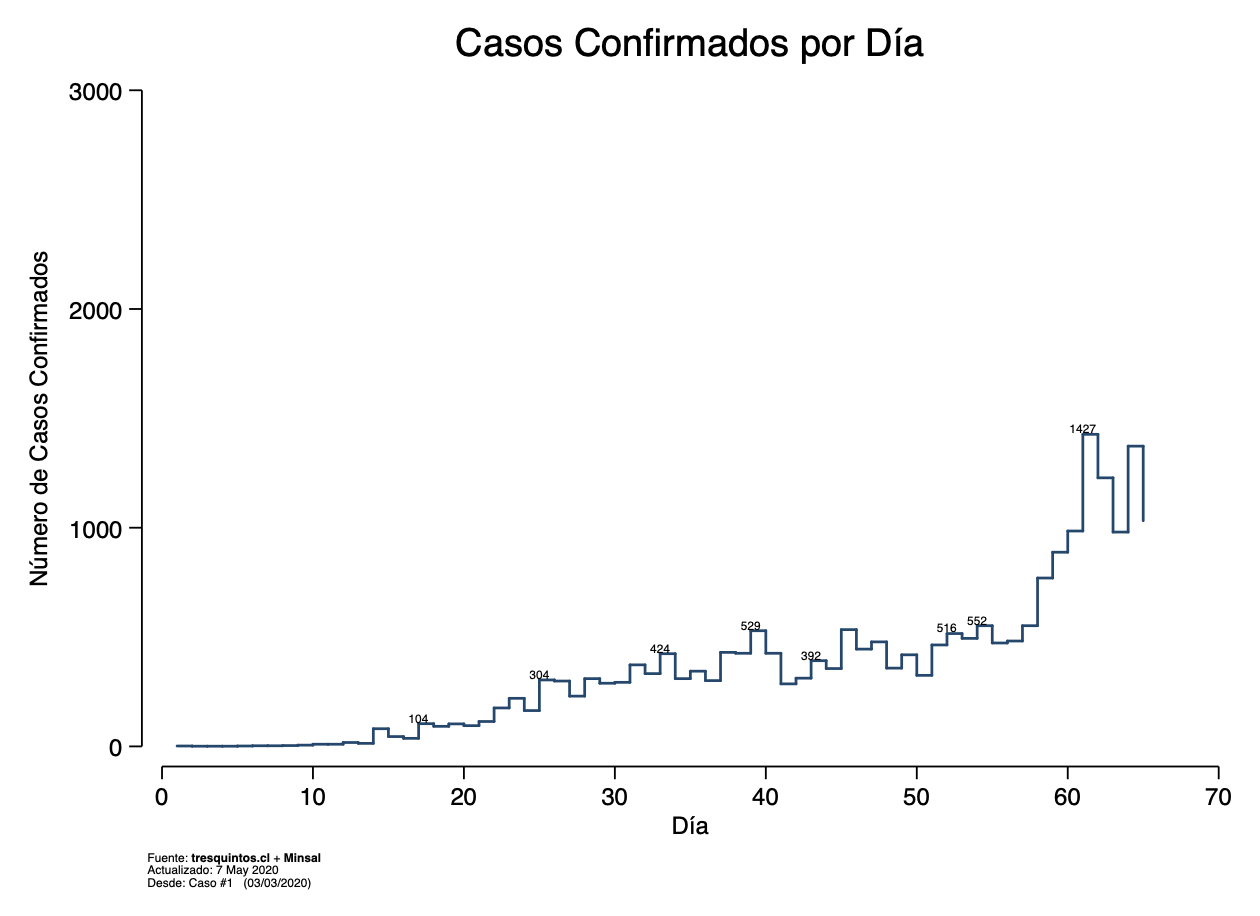 Casos Confirmados por Día
3000
2000
1000
0
Número de Casos Confirmados
1427
529
552
516
424
392
304
104
0 10 20 30 40 50 60 70
Día
Fuente: tresquintos.cl + Minsal
Actualizado: 7 May 2020
Desde: Caso #1 (03/03/2020)